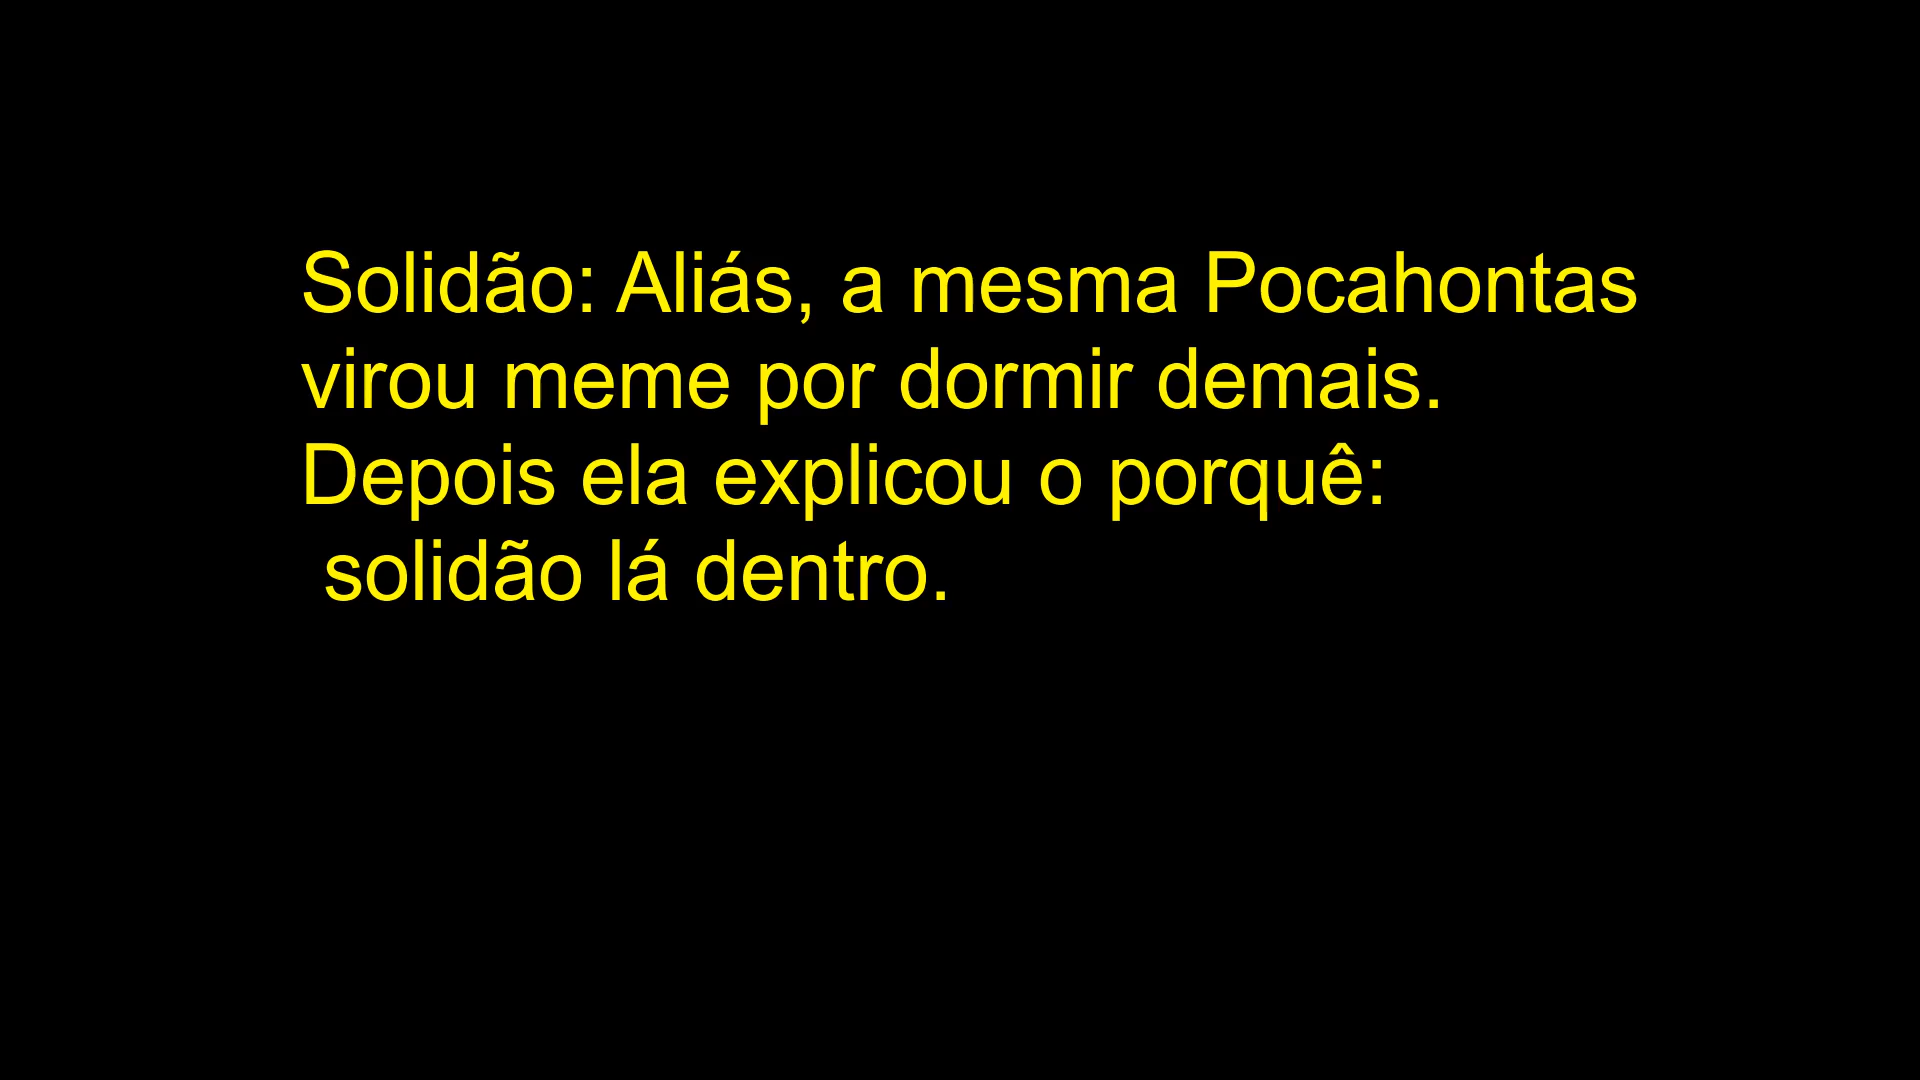 Solidão: Aliás, a mesma Pocahontas
virou meme por dormir demais.
Depois ela explicou o porquê:
solidão lá dentro.